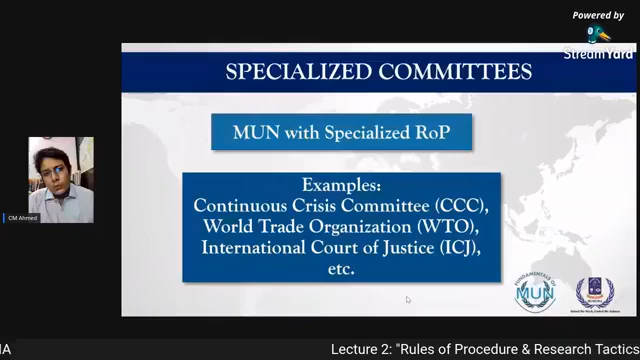 Powered by
StreamYard
SPECIALIZED COMMITTEES
MUN with Specialized RoP
Examples:
Continuous Crisis Committee (CCC),
World Trade Organization (WTO),
International Court of Justice (ICJ),
etc.
CM Ahmed
FUNDAMENTALS OF
MUN
IA
Lecture 2: "Rules of Procedure & Research Tactics